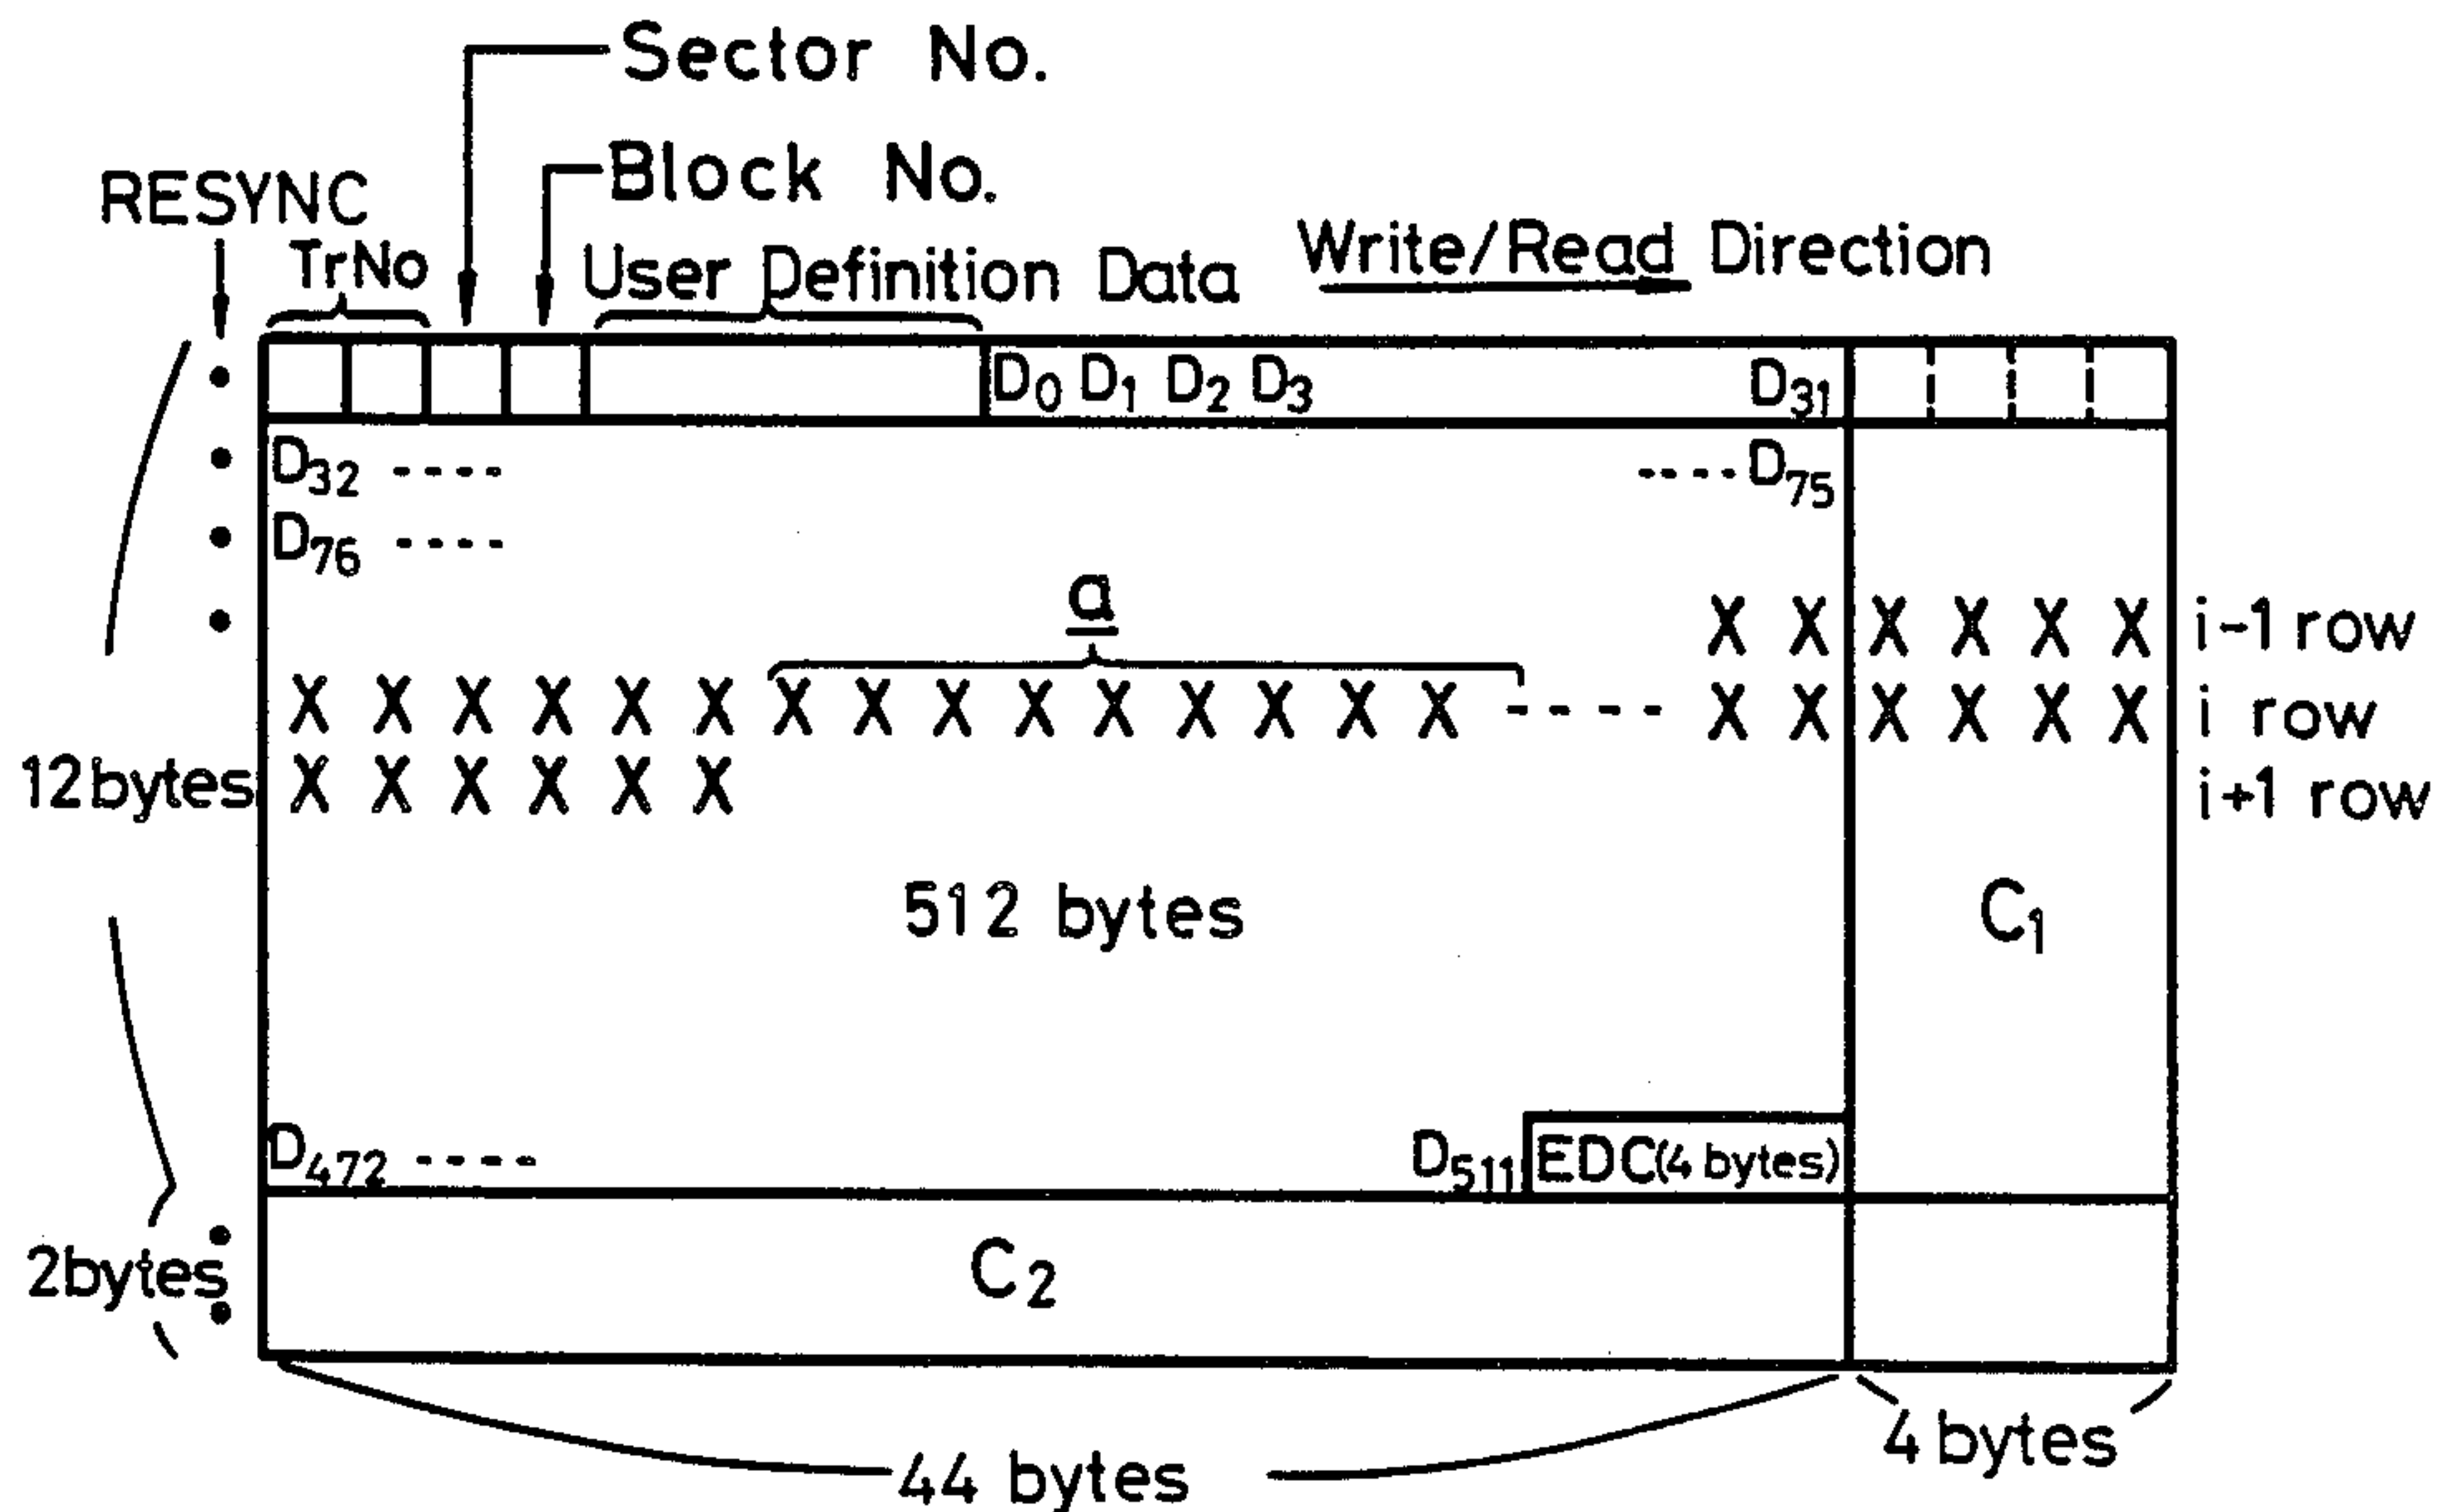 Sector No.
Block No.
RESYNC
TrNo
User Definition Data
Write/Read Direction
D0 D1 D2 D3 D31
D32 ---- ----D75
D76 ----
a
X X X X X X i-1 row
X X X X X X X X X X X X X X X ---- X X X X X X i row
X X X X X X i+1 row
12bytes
512 bytes
C1
D472 ---- D511 EDC(4 bytes)
2bytes
C2
44 bytes
4 bytes